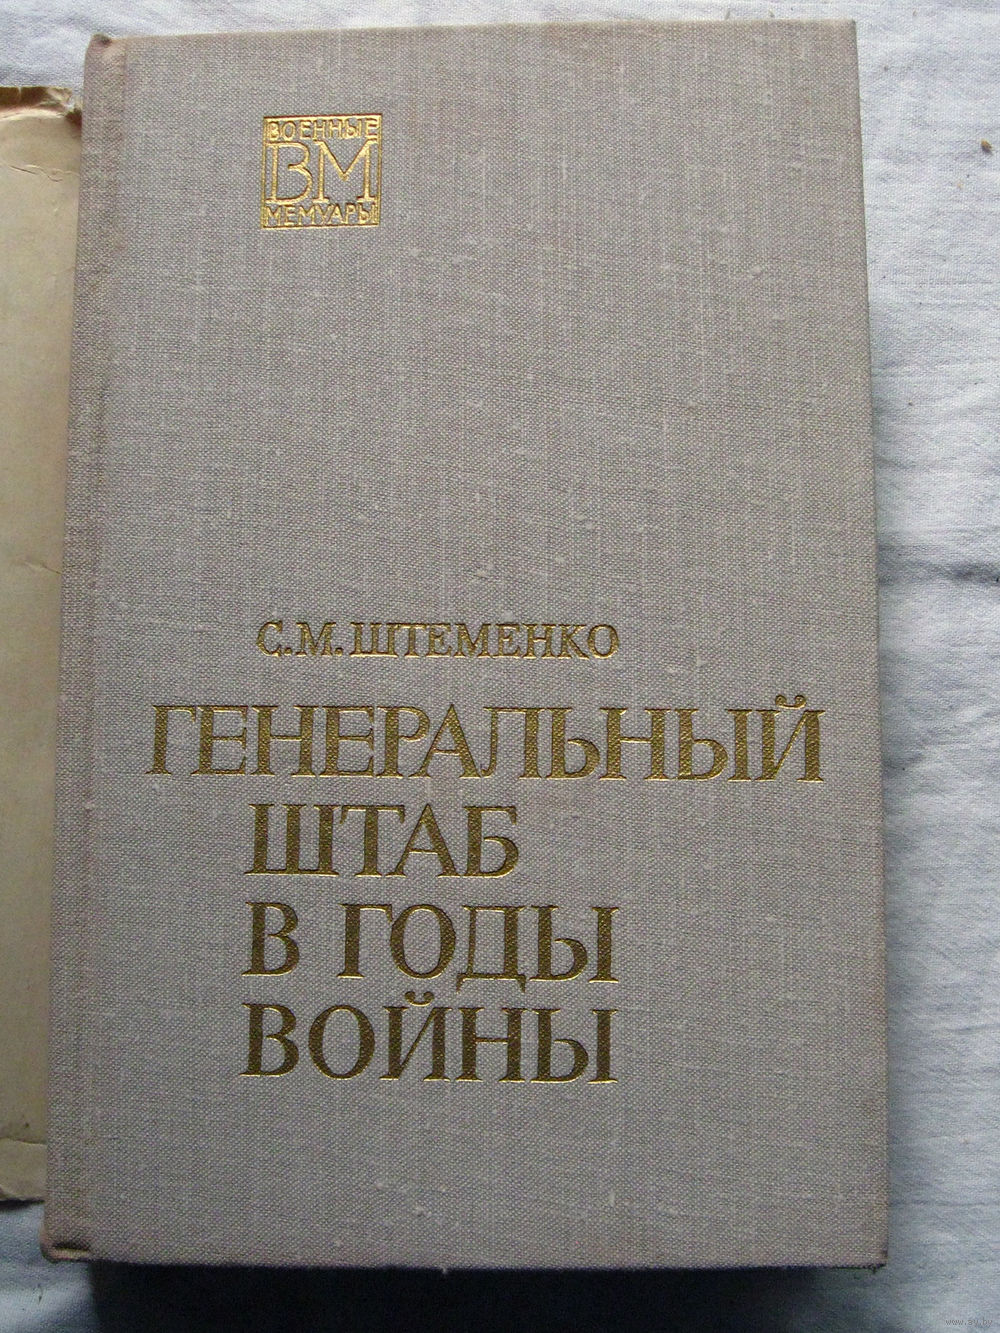 ВОЕННЫЕ
ВМ
МЕМУАРЫ
С.М. ШТЕМЕНКО
ГЕНЕРАЛЬНЫЙ
ШТАБ
В ГОДЫ
ВОЙНЫ